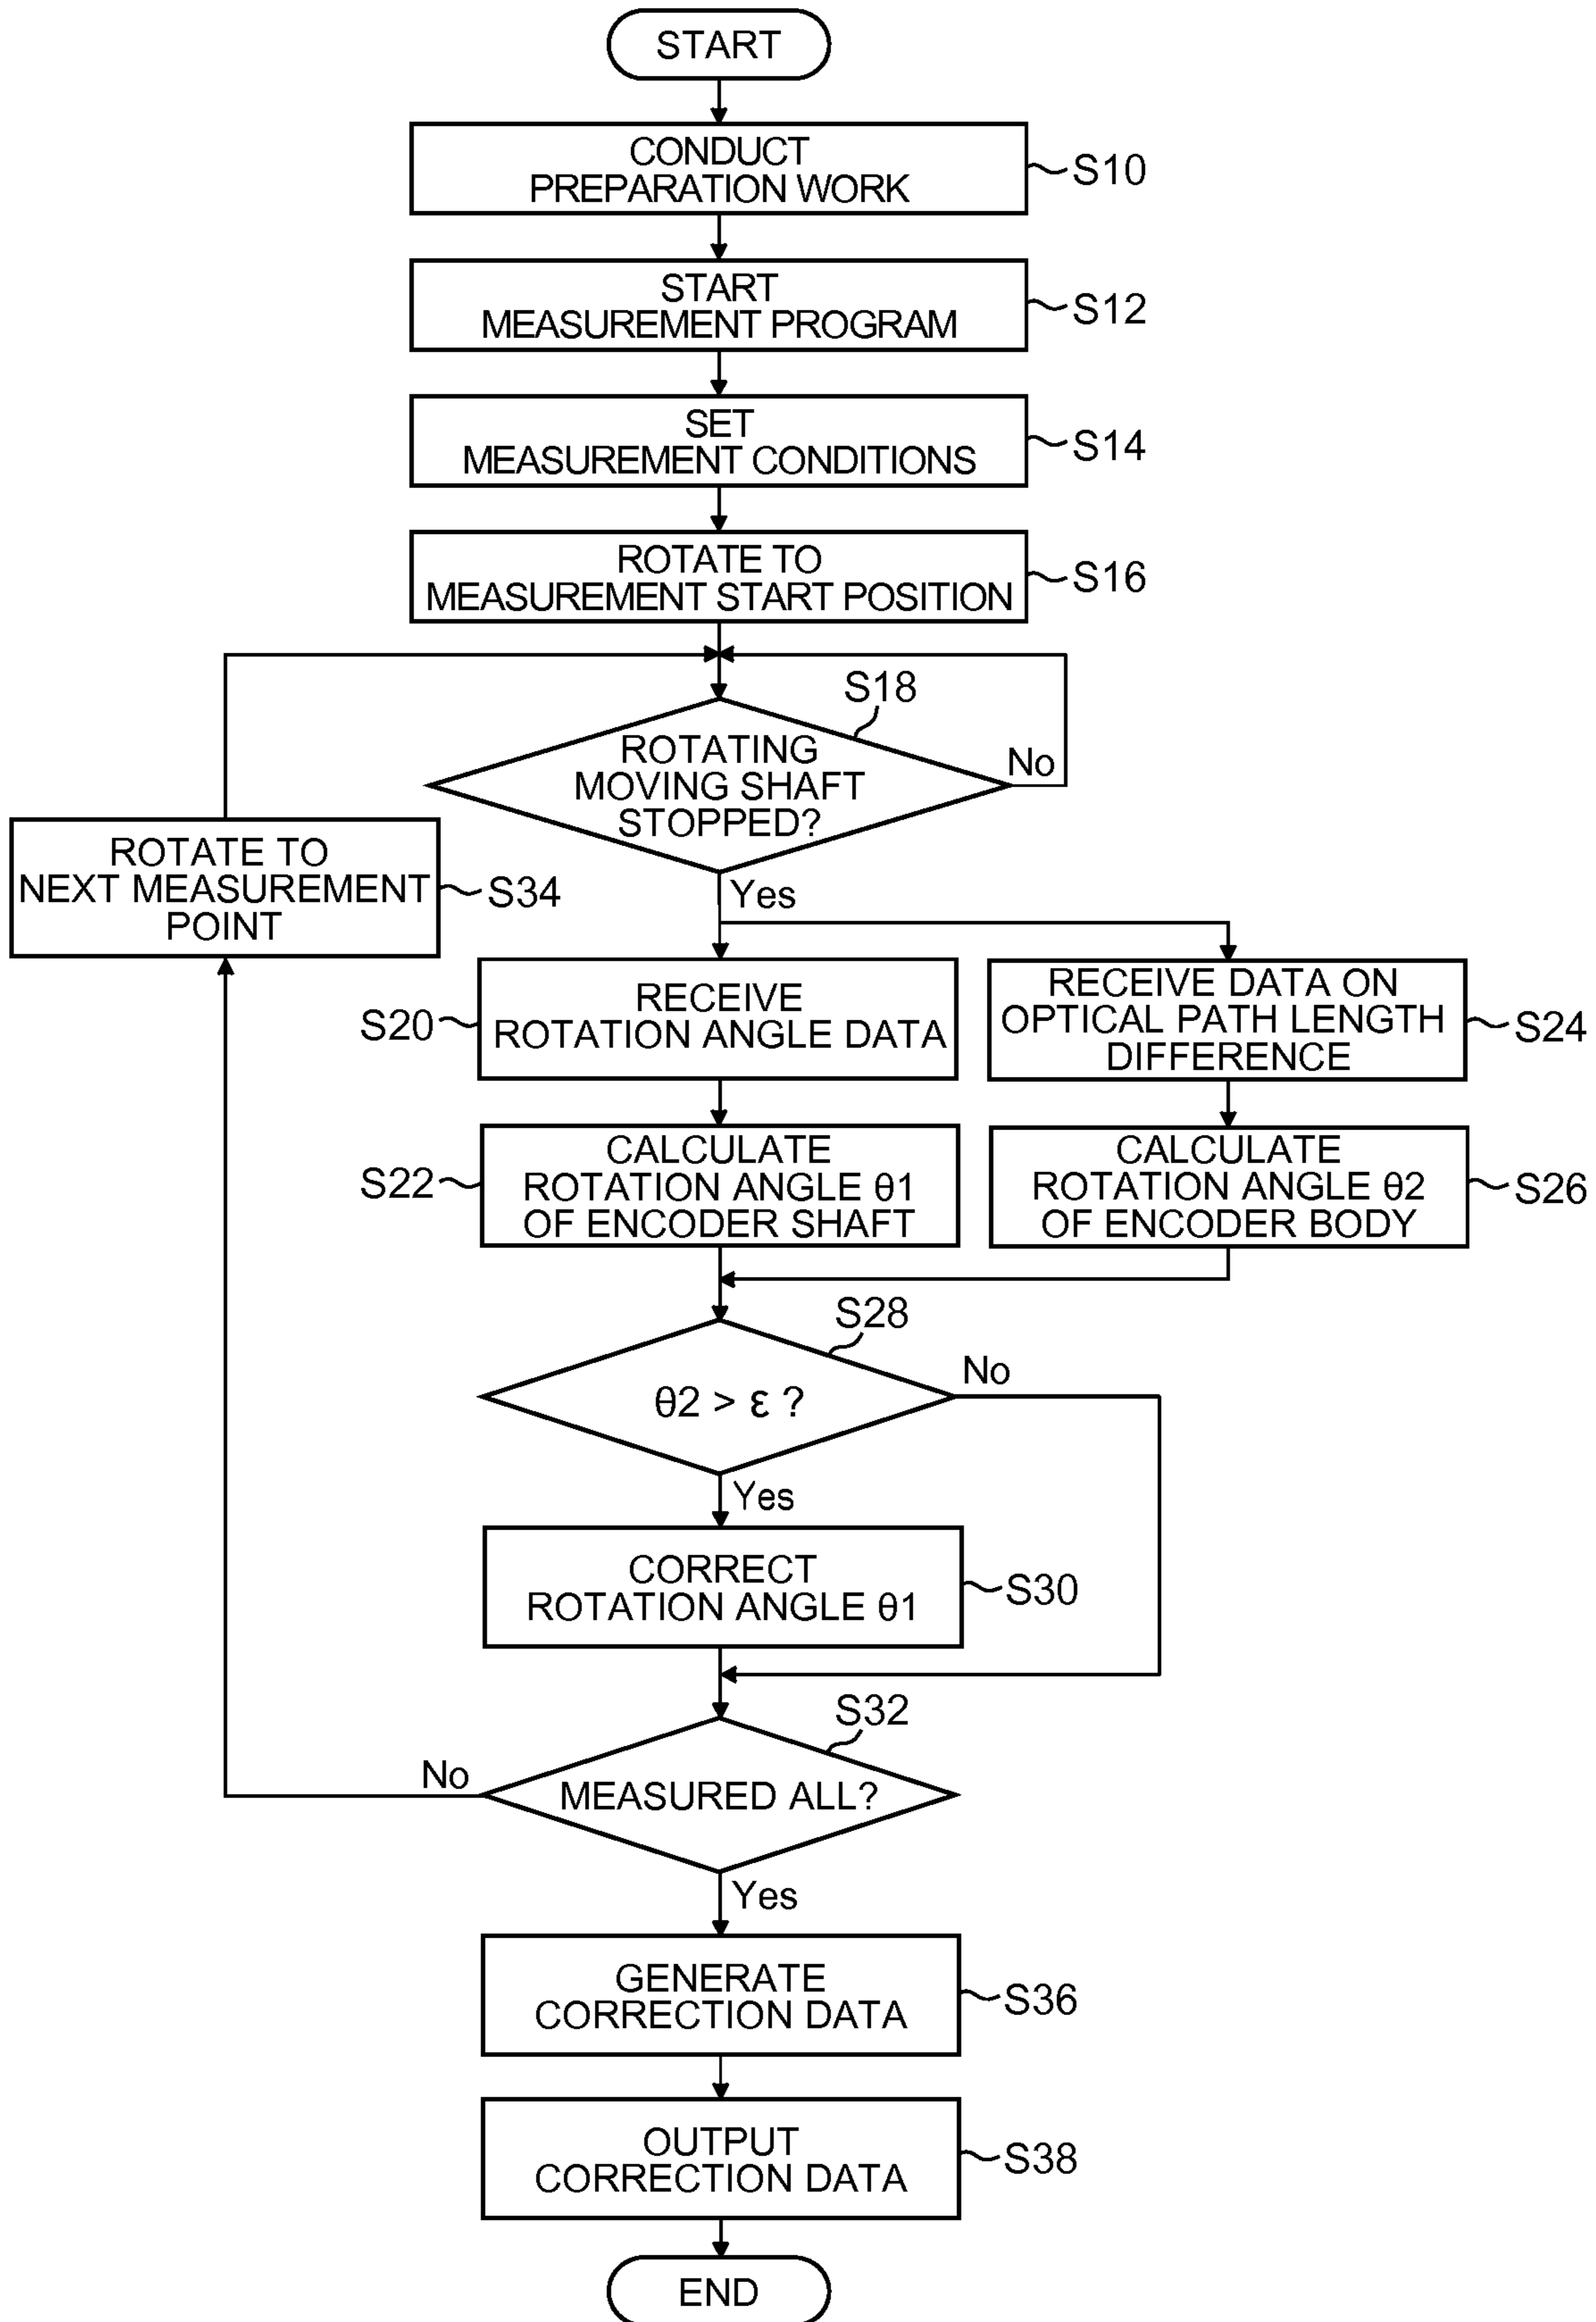 START
CONDUCT
PREPARATION WORK
S10
START
MEASUREMENT PROGRAM
S12
SET
MEASUREMENT CONDITIONS
S14
ROTATE TO
MEASUREMENT START POSITION
S16
S18
ROTATING
MOVING SHAFT
STOPPED?
No
Yes
ROTATE TO
NEXT MEASUREMENT
POINT
S34
S20
RECEIVE
ROTATION ANGLE DATA
RECEIVE DATA ON
OPTICAL PATH LENGTH
DIFFERENCE
S24
S22
CALCULATE
ROTATION ANGLE θ1
OF ENCODER SHAFT
CALCULATE
ROTATION ANGLE θ2
OF ENCODER BODY
S26
S28
θ2 > ε ?
No
Yes
CORRECT
ROTATION ANGLE θ1
S30
S32
MEASURED ALL?
No
Yes
GENERATE
CORRECTION DATA
S36
OUTPUT
CORRECTION DATA
S38
END